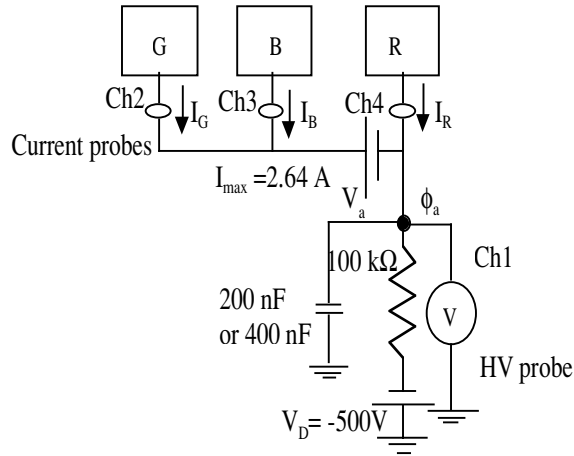 G B R
Ch2 Ch3 Ch4
I_G I_B I_R
Current probes
I_max =2.64 A
V_a ϕ_a
100 kΩ Ch1
200 nF
or 400 nF
V
HV probe
V_D= -500V